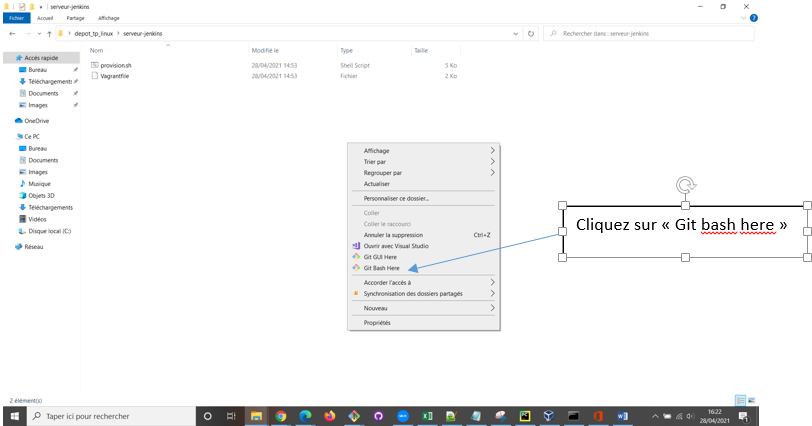 serveur-jenkins
Fichier Accueil Partage Affichage
depot_tp_linux > serveur-jenkins
Rechercher dans : serveur-jenkins
Nom Modifié le Type Taille
Accès rapide
Bureau
Téléchargements
Documents
Images
OneDrive
Ce PC
Bureau
Documents
Images
Musique
Objets 3D
Téléchargements
Vidéos
Disque local (C:)
Réseau
provision.sh 28/04/2021 14:53 Shell Script 5 Ko
Vagrantfile 28/04/2021 14:53 Fichier 2 Ko
Affichage
Trier par
Regrouper par
Actualiser
Personnaliser ce dossier...
Coller
Coller le raccourci
Annuler la suppression Ctrl+Z
Ouvrir avec Visual Studio
Git GUI Here
Git Bash Here
Accorder l'accès à
Synchronisation des dossiers partagés
Nouveau
Propriétés
Cliquez sur « Git bash here »
2 élément(s)
Taper ici pour rechercher
16:22
28/04/2021